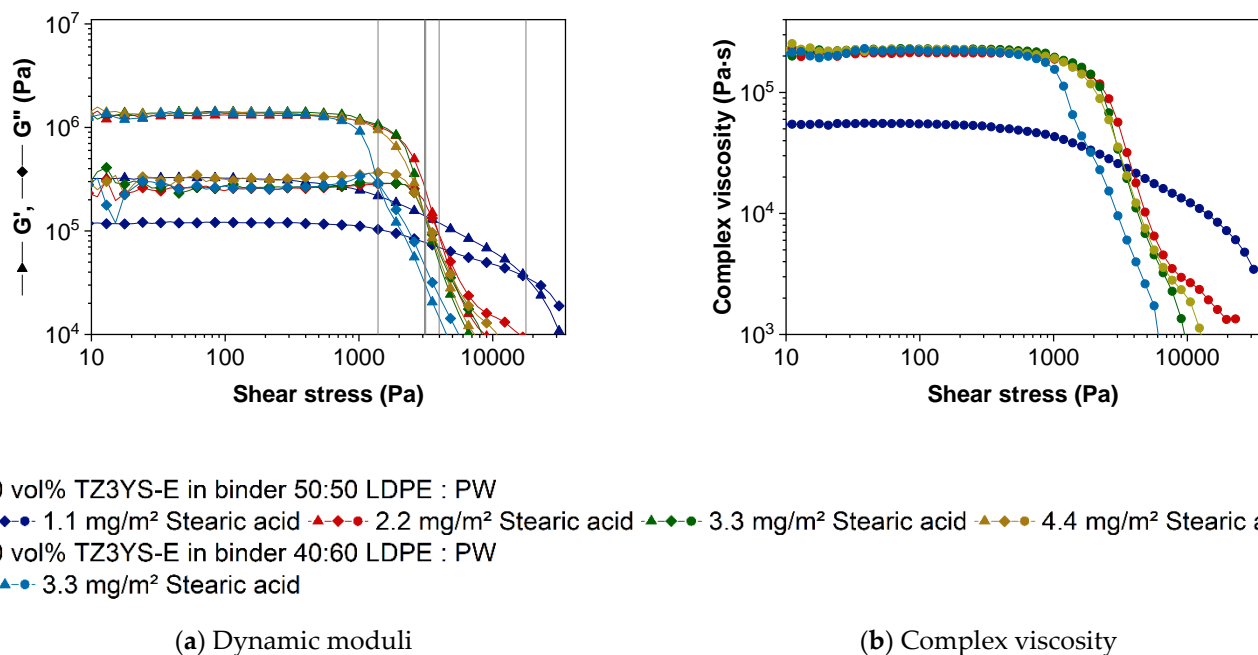 10⁷
10⁶
10⁵
10⁴
G', G'' (Pa)
10 100 1000 10000
Shear stress (Pa)
10⁵
10⁴
10³
Complex viscosity (Pa·s)
10 100 1000 10000
Shear stress (Pa)
vol% TZ3YS-E in binder 50:50 LDPE : PW
1.1 mg/m² Stearic acid 2.2 mg/m² Stearic acid 3.3 mg/m² Stearic acid 4.4 mg/m² Stearic
vol% TZ3YS-E in binder 40:60 LDPE : PW
3.3 mg/m² Stearic acid
(a) Dynamic moduli
(b) Complex viscosity